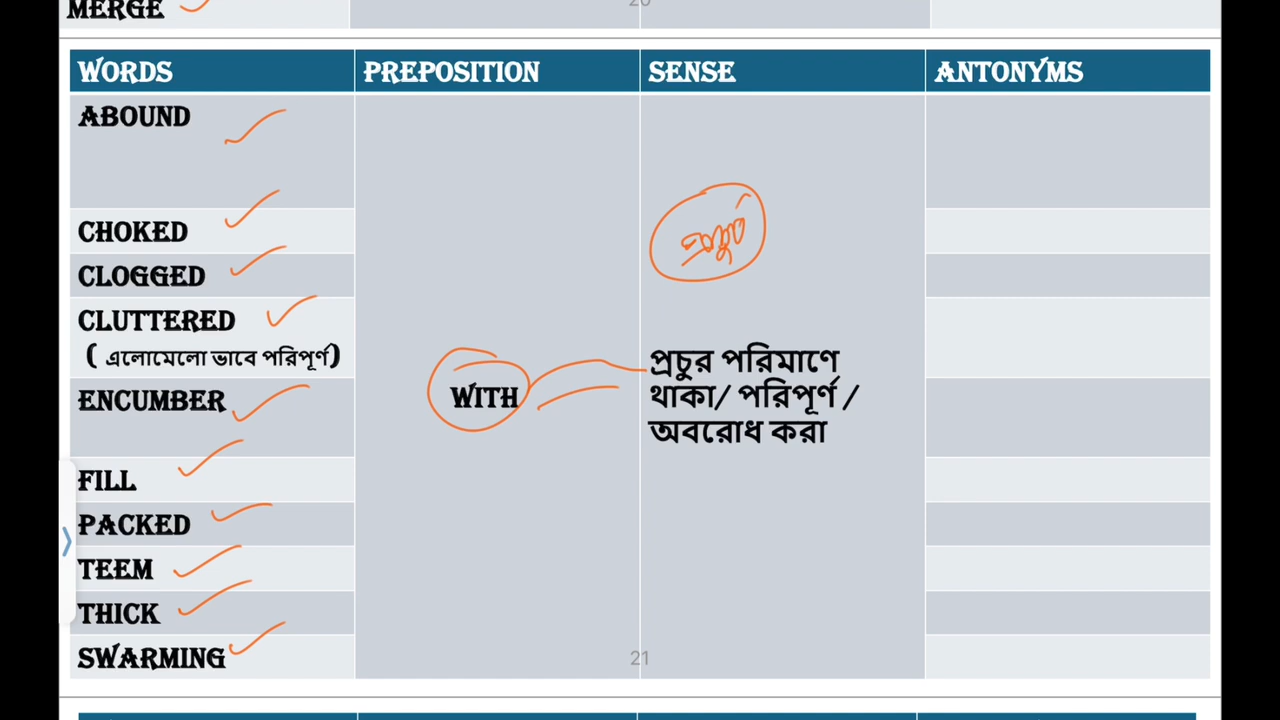 MERGE
20
WORDS PREPOSITION SENSE ANTONYMS
ABOUND
CHOKED
CLOGGED
CLUTTERED
( এলোমেলো ভাবে পরিপূর্ণ)
ENCUMBER
FILL
PACKED
TEEM
THICK
SWARMING
WITH
প্রচুর পরিমাণে
থাকা/ পরিপূর্ণ /
অবরোধ করা
21